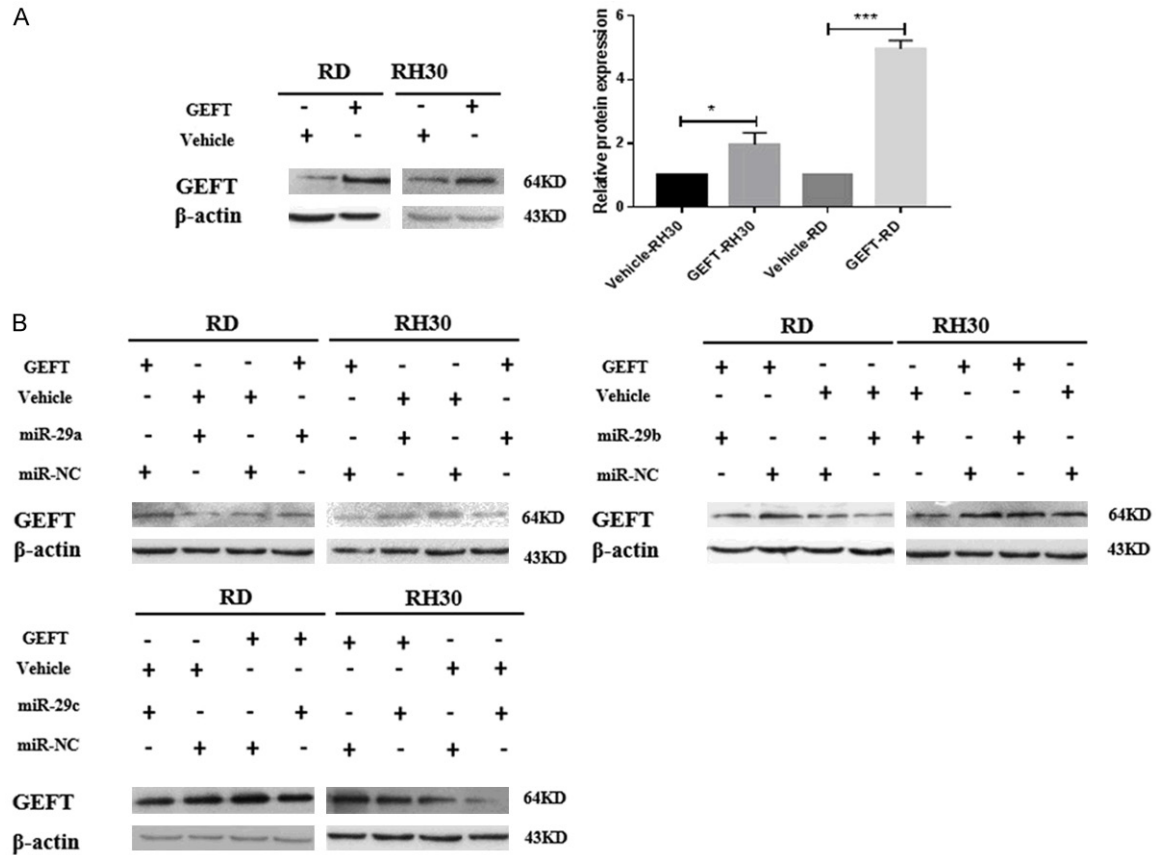 A
RD RH30
GEFT - + - +
Vehicle + - + -
GEFT 64KD
β-actin 43KD
Relative protein expression
6
4
2
0
*
***
Vehicle-RH30
GEFT-RH30
Vehicle-RD
GEFT-RD
B
RD RH30
GEFT + - - + + - - +
Vehicle - + + - - + + -
miR-29a - + - + - + - +
miR-NC + - + - + - + -
GEFT 64KD
β-actin 43KD
RD RH30
GEFT + + - - - + + -
Vehicle - - + + + - - +
miR-29b + - - + + - + -
miR-NC - + + - - + - +
GEFT 64KD
β-actin 43KD
RD RH30
GEFT - - + + + + - -
Vehicle + + - - - - + +
miR-29c + - - + - + - +
miR-NC - + + - + - + -
GEFT 64KD
β-actin 43KD